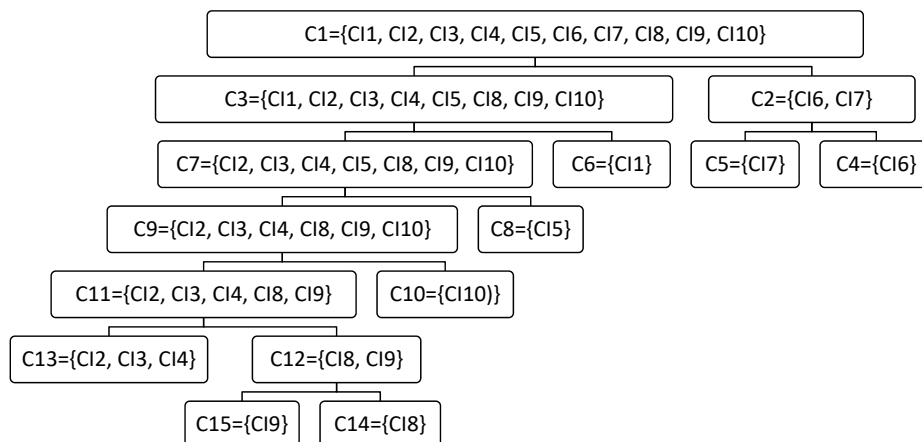 C1={CI1, CI2, CI3, CI4, CI5, CI6, CI7, CI8, CI9, CI10}
C3={CI1, CI2, CI3, CI4, CI5, CI8, CI9, CI10}
C2={CI6, CI7}
C7={CI2, CI3, CI4, CI5, CI8, CI9, CI10}
C6={CI1}
C5={CI7}
C4={CI6}
C9={CI2, CI3, CI4, CI8, CI9, CI10}
C8={CI5}
C11={CI2, CI3, CI4, CI8, CI9}
C10={CI10)}
C13={CI2, CI3, CI4}
C12={CI8, CI9}
C15={CI9}
C14={CI8}